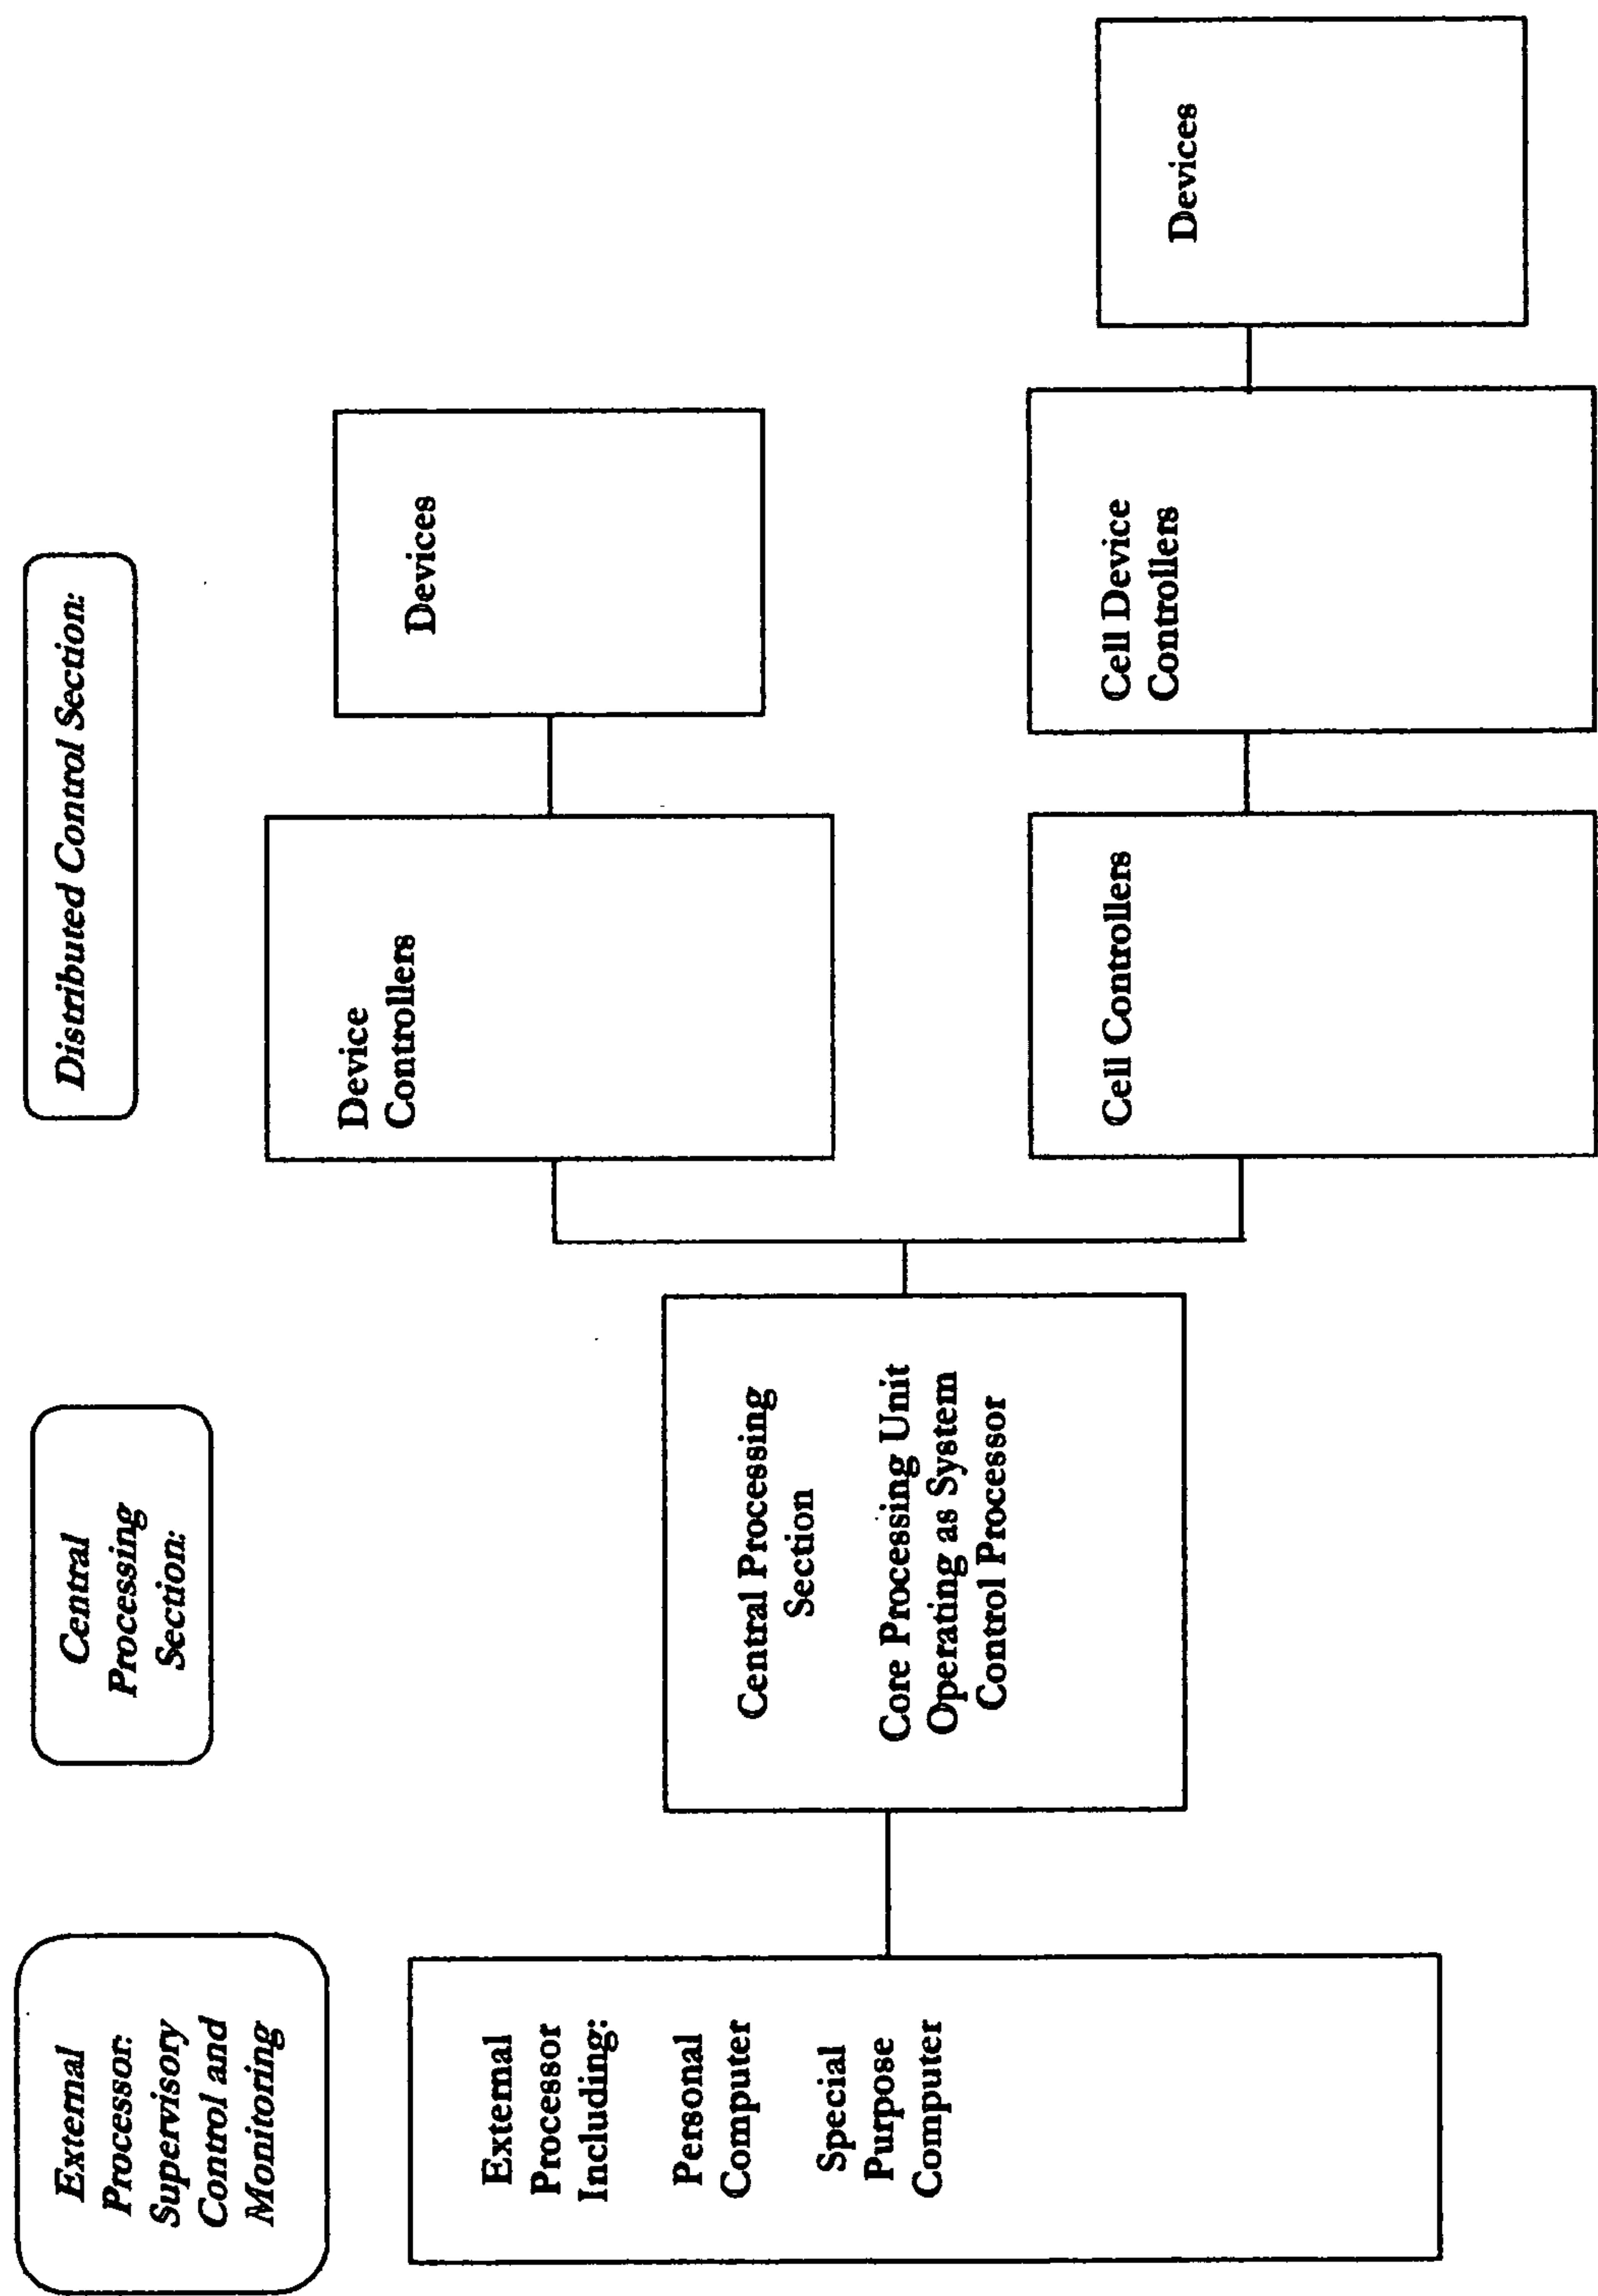 External
Processor:
Supervisory
Control and
Monitoring
Central
Processing
Section:
Distributed Control Section:
External
Processor
Including:
Personal
Computer
Special
Purpose
Computer
Central Processing
Section
Core Processing Unit
Operating as System
Control Processor
Device
Controllers
Devices
Cell Controllers
Cell Device
Controllers
Devices